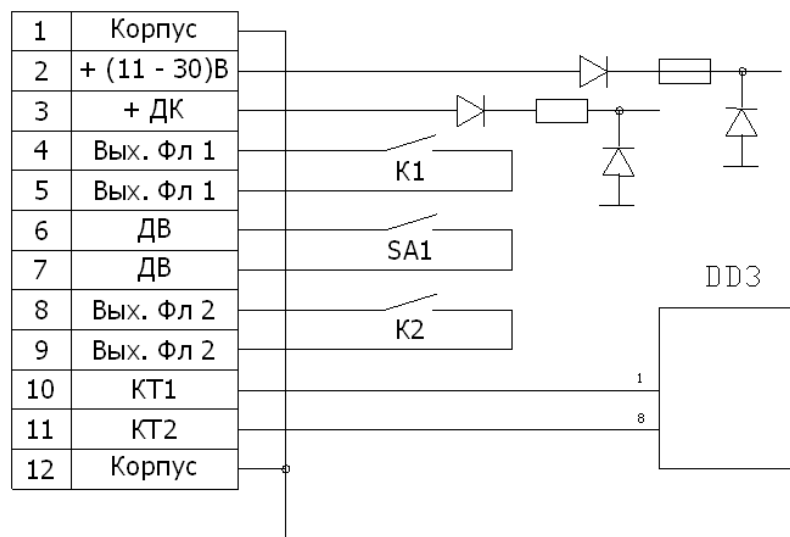 1 Корпус
2 + (11 - 30)В
3 + ДК
4 Вых. Фл 1
K1
5 Вых. Фл 1
6 ДВ
SA1
7 ДВ
DD3
8 Вых. Фл 2
K2
9 Вых. Фл 2
10 КТ1 1
11 КТ2 8
12 Корпус